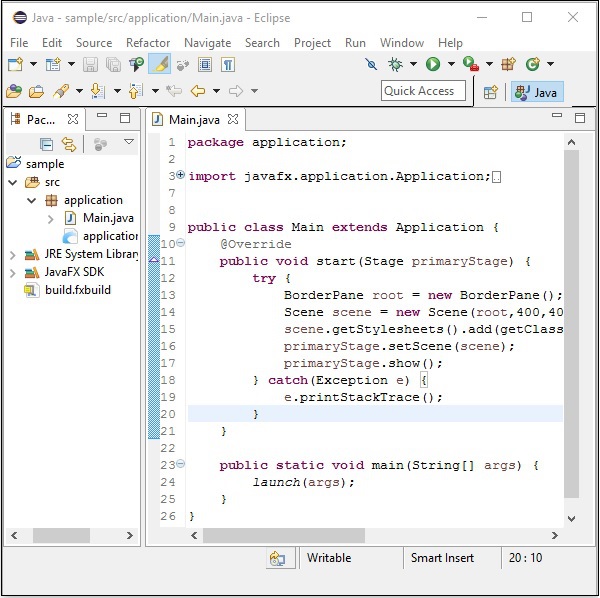 Java - sample/src/application/Main.java - Eclipse
File Edit Source Refactor Navigate Search Project Run Window Help
Quick Access
Java
Pac...
Main.java
sample
src
application
Main.java
application
JRE System Library
JavaFX SDK
build.fxbuild
1 package application;
2
3 import javafx.application.Application;
7
8
9 public class Main extends Application {
10 @Override
11 public void start(Stage primaryStage) {
12 try {
13 BorderPane root = new BorderPane();
14 Scene scene = new Scene(root,400,40
15 scene.getStylesheets().add(getClass
16 primaryStage.setScene(scene);
17 primaryStage.show();
18 } catch(Exception e) {
19 e.printStackTrace();
20 }
21 }
22
23 public static void main(String[] args) {
24 launch(args);
25 }
26 }
Writable Smart Insert 20 : 10